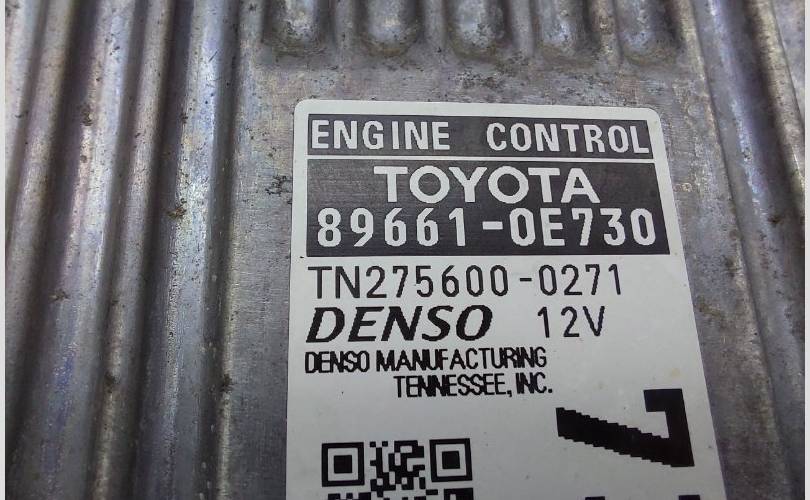 ENGINE CONTROL
TOYOTA
89661-0E730
TN275600-0271
DENSO 12V
DENSO MANUFACTURING
TENNESSEE, INC.